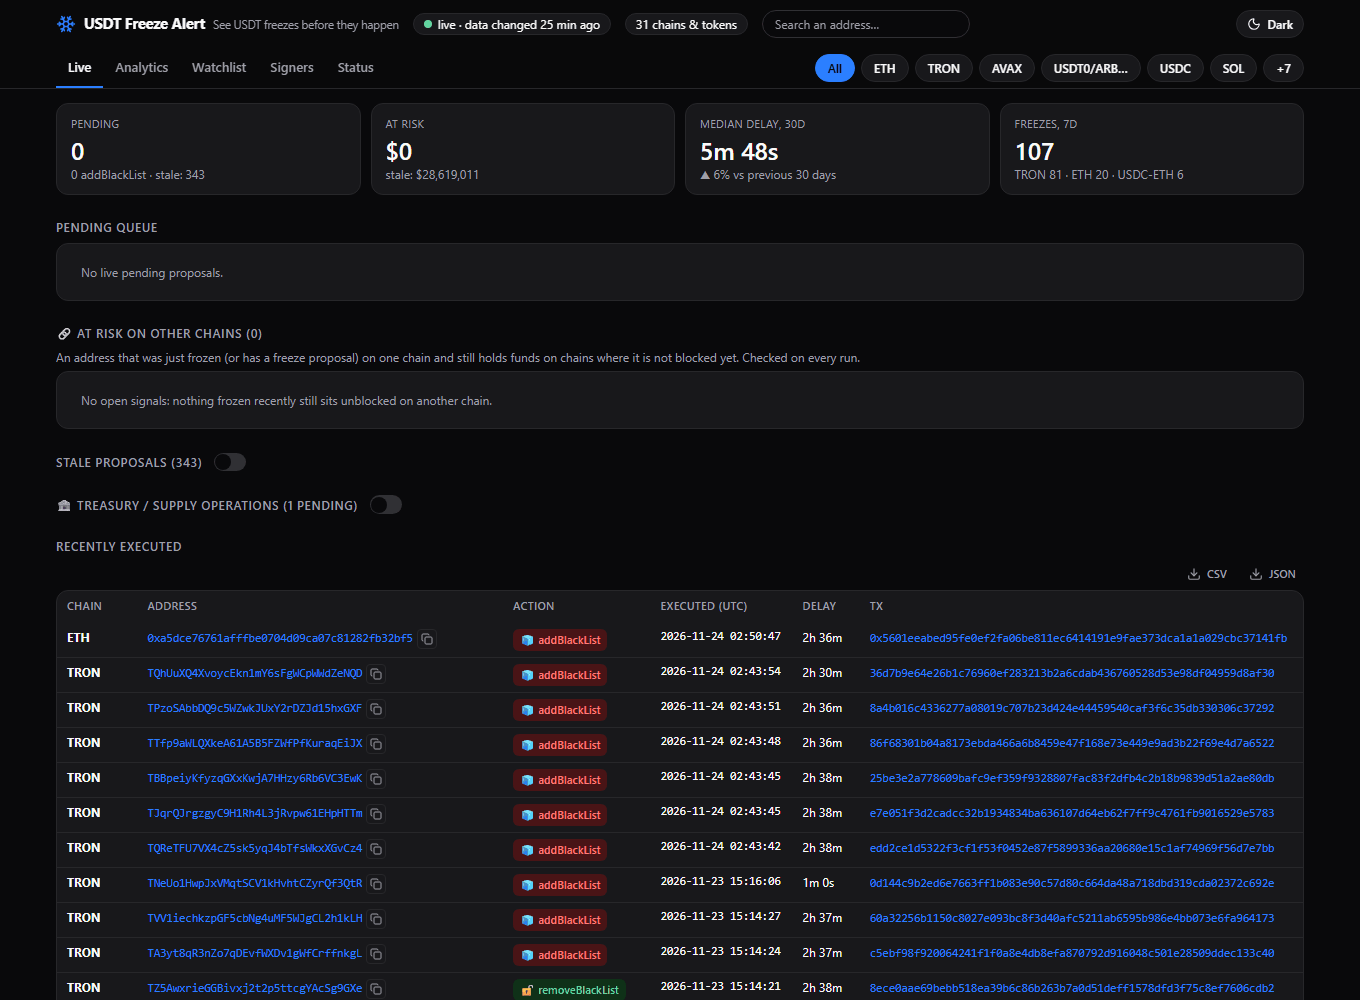 USDT Freeze Alert See USDT freezes before they happen live · data changed 25 min ago 31 chains & tokens Search an address... Dark
Live Analytics Watchlist Signers Status All ETH TRON AVAX USDT0/ARB... USDC SOL +7
PENDING
0
0 addBlackList · stale: 343
AT RISK
$0
stale: $28,619,011
MEDIAN DELAY, 30D
5m 48s
▲ 6% vs previous 30 days
FREEZES, 7D
107
TRON 81 · ETH 20 · USDC-ETH 6
PENDING QUEUE
No live pending proposals.
AT RISK ON OTHER CHAINS (0)
An address that was just frozen (or has a freeze proposal) on one chain and still holds funds on chains where it is not blocked yet. Checked on every run.
No open signals: nothing frozen recently still sits unblocked on another chain.
STALE PROPOSALS (343)
TREASURY / SUPPLY OPERATIONS (1 PENDING)
RECENTLY EXECUTED
CSV JSON
CHAIN ADDRESS ACTION EXECUTED (UTC) DELAY TX
ETH 0xa5dce76761afffbe0704d09ca07c81282fb32bf5 addBlackList 2026-11-24 02:50:47 2h 36m 0x5601eeabed95fe0ef2fa06be811ec6414191e9fae373dca1a1a029cbc37141fb
TRON TQhUuXQ4XvoycEkn1mY6sFgWCpWWdZeNQD addBlackList 2026-11-24 02:43:54 2h 30m 36d7b9e64e26b1c76960ef283213b2a6cdab436760528d53e98df04959d8af30
TRON TPzoSAbbDQ9c5WZwkJUxY2rDZJd15hxGXF addBlackList 2026-11-24 02:43:51 2h 36m 8a4b016c4336277a08019c707b23d424e44459540caf3f6c35db330306c37292
TRON TTfp9aWLQXkeA61A5B5FZWfPfKuraqEiJX addBlackList 2026-11-24 02:43:48 2h 36m 86f68301b04a8173ebda466a6b8459e47f168e73e449e9ad3b22f69e4d7a6522
TRON TBBpeiyKfyzqGXxKwjA7HHzy6Rb6VC3EwK addBlackList 2026-11-24 02:43:45 2h 38m 25be3e2a778609bafc9ef359f9328807fac83f2dfb4c2b18b9839d51a2ae80db
TRON TJqrQJrgzgyC9H1Rh4L3jRvpw61EHpHTTm addBlackList 2026-11-24 02:43:45 2h 38m e7e051f3d2cadcc32b1934834ba636107d64eb62f7ff9c4761fb9016529e5783
TRON TQReTFU7VX4cZ5sk5yqJ4bTfsWkxXGvCz4 addBlackList 2026-11-24 02:43:42 2h 38m edd2ce1d5322f3cf1f53f0452e87f5899336aa20680e15c1af74969f56d7e7bb
TRON TNeUo1HwpJxVMqtSCV1kHvhtCZyrQf3QtR addBlackList 2026-11-23 15:16:06 1m 0s 0d144c9b2ed6e7663ff1b083e90c57d80c664da48a718dbd319cda02372c692e
TRON TVV1iechkzpGF5cbNg4uMF5WJgCL2h1kLH addBlackList 2026-11-23 15:14:27 2h 37m 60a32256b1150c8027e093bc8f3d40afc5211ab6595b986e4bb073e6fa964173
TRON TA3yt8qR3nZo7qDEvfWXDv1gWfCrffnkgL addBlackList 2026-11-23 15:14:24 2h 37m c5ebf98f920064241f1f0a8e4db8efa870792d916048c501e28509ddec133c40
TRON TZ5AwxrieGGBivxj2t2p5ttcgYAcSg9GXe removeBlackList 2026-11-23 15:14:21 2h 38m 8ece0aae69bebb518ea39b6c86b263b7a0d51deff1578dfd3f75c8ef7606cdb2